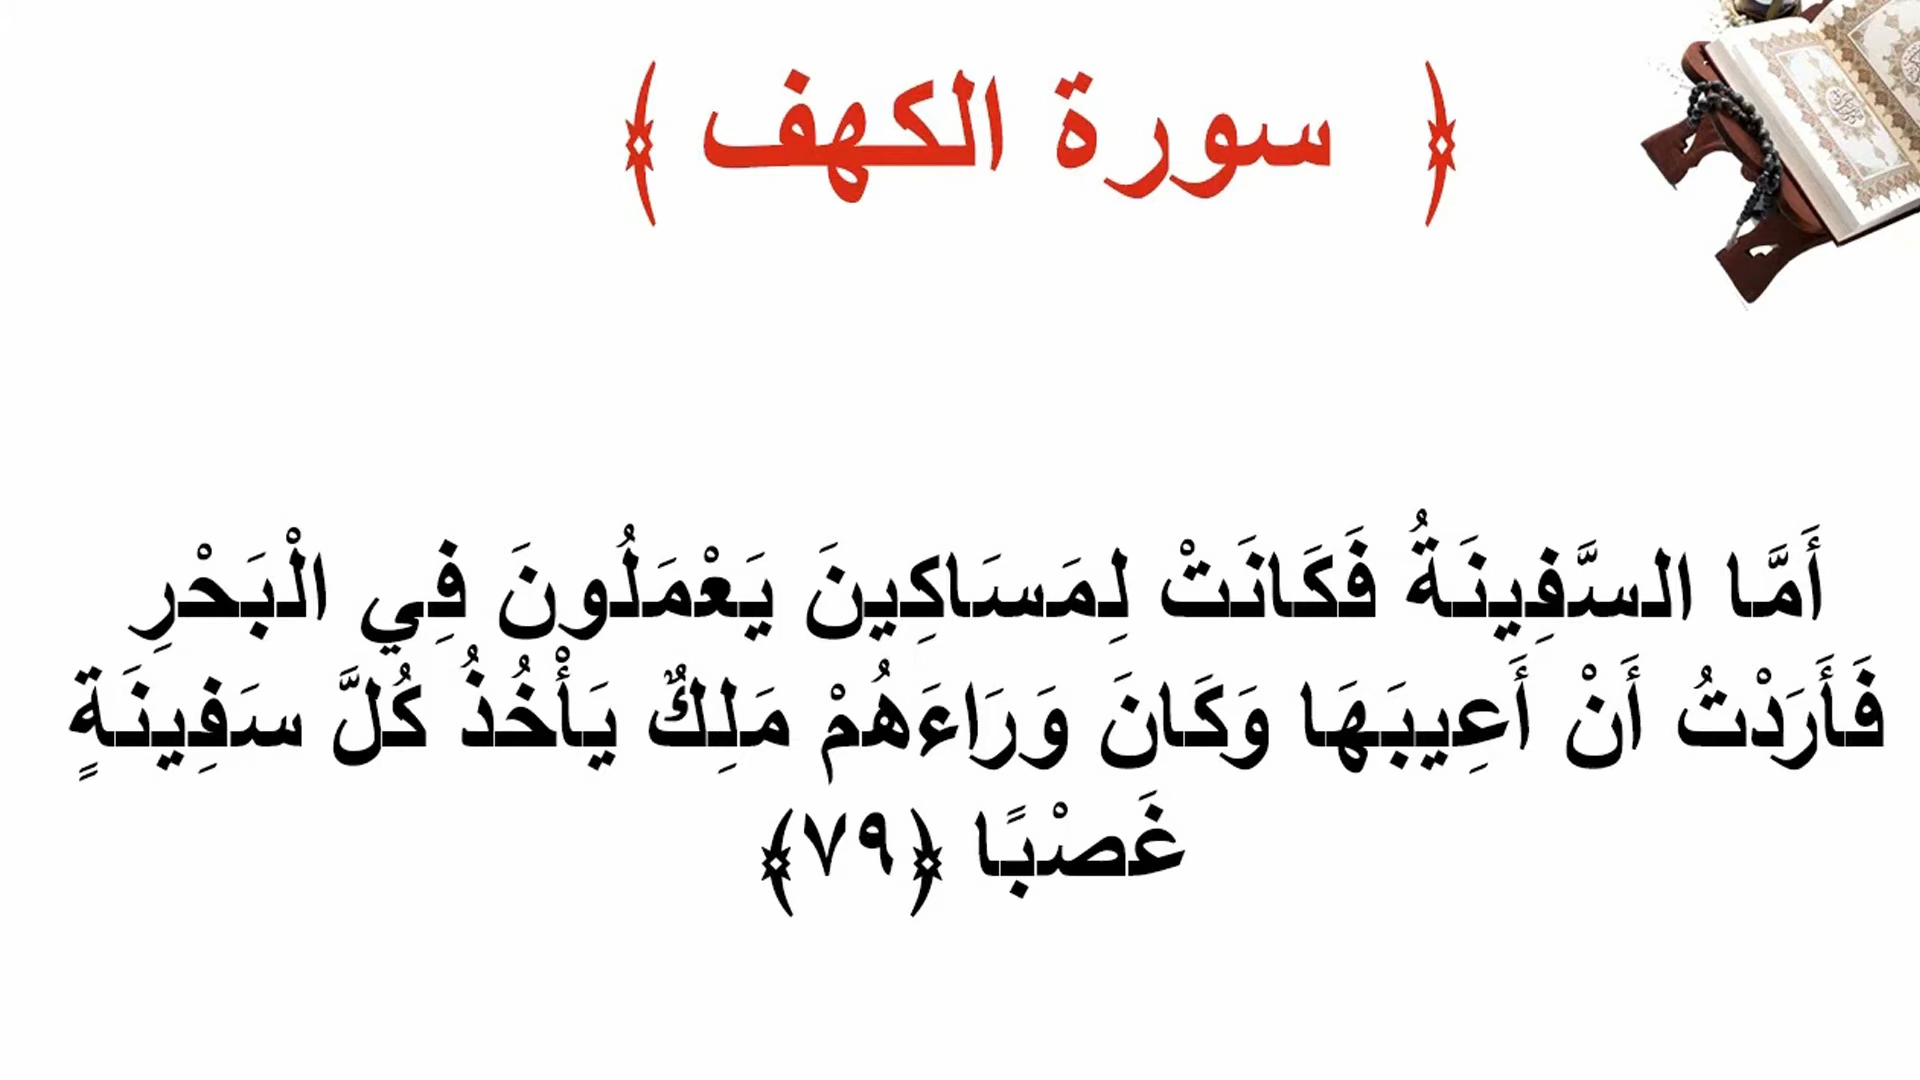 ﴿ سورة الكهف ﴾
أَمَّا السَّفِينَةُ فَكَانَتْ لِمَسَاكِينَ يَعْمَلُونَ فِي الْبَحْرِ
فَأَرَدْتُ أَنْ أَعِيبَهَا وَكَانَ وَرَاءَهُمْ مَلِكٌ يَأْخُذُ كُلَّ سَفِينَةٍ
غَصْبًا ﴿٧٩﴾